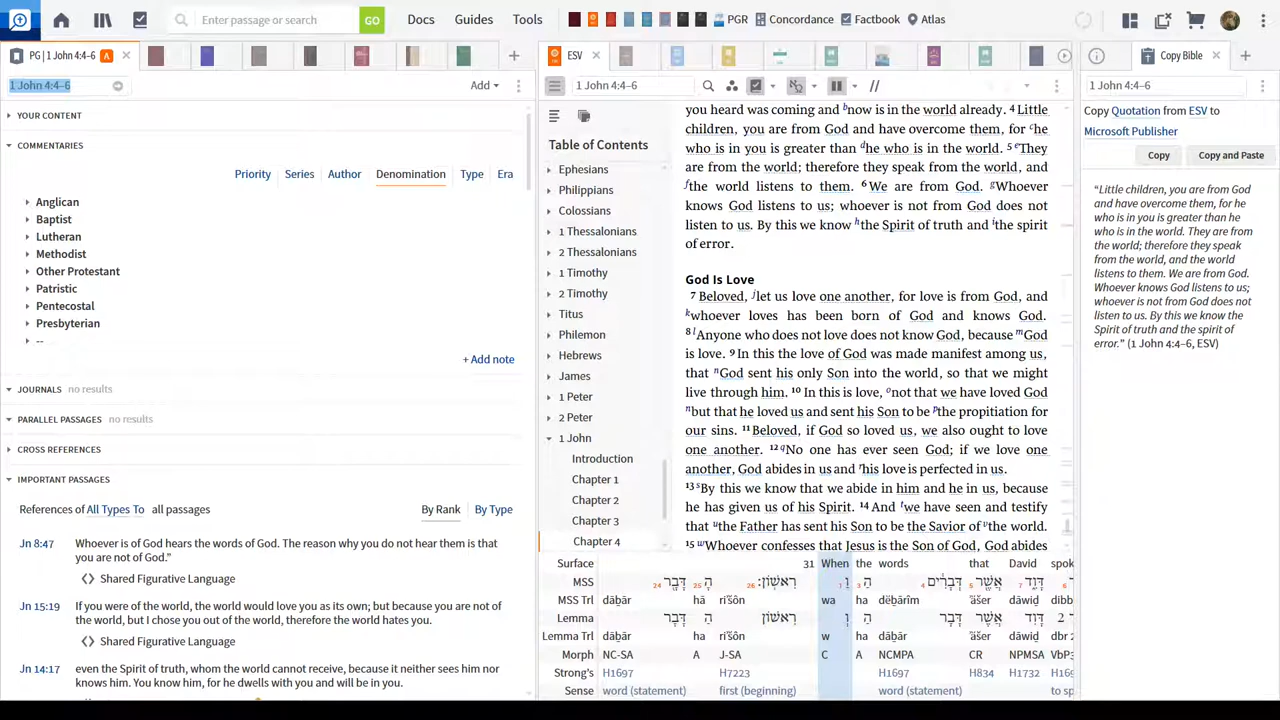 Enter passage or search
GO
Docs
Guides
Tools
PGR
Concordance
Factbook
Atlas
PG | 1 John 4:4–6
A
1 John 4:4–6
Add
YOUR CONTENT
COMMENTARIES
Priority Series Author Denomination Type Era
Anglican
Baptist
Lutheran
Methodist
Other Protestant
Patristic
Pentecostal
Presbyterian
--
+ Add note
JOURNALS no results
PARALLEL PASSAGES no results
CROSS REFERENCES
IMPORTANT PASSAGES
References of All Types To all passages By Rank By Type
Jn 8:47 Whoever is of God hears the words of God. The reason why you do not hear them is that
you are not of God.”
Shared Figurative Language
Jn 15:19 If you were of the world, the world would love you as its own; but because you are not of
the world, but I chose you out of the world, therefore the world hates you.
Shared Figurative Language
Jn 14:17 even the Spirit of truth, whom the world cannot receive, because it neither sees him nor
knows him. You know him, for he dwells with you and will be in you.
ESV
1 John 4:4–6
Table of Contents
Ephesians
Philippians
Colossians
1 Thessalonians
2 Thessalonians
1 Timothy
2 Timothy
Titus
Philemon
Hebrews
James
1 Peter
2 Peter
1 John
Introduction
Chapter 1
Chapter 2
Chapter 3
Chapter 4
you heard was coming and b now is in the world already. 4 Little
children, you are from God and have overcome them, for c he
who is in you is greater than d he who is in the world. 5 e They
are from the world; therefore they speak from the world, and
f the world listens to them. 6 We are from God. g Whoever
knows God listens to us; whoever is not from God does not
listen to us. By this we know h the Spirit of truth and i the spirit
of error.
God Is Love
7 Beloved, j let us love one another, for love is from God, and
k whoever loves has been born of God and knows God.
8 l Anyone who does not love does not know God, because m God
is love. 9 In this the love of God was made manifest among us,
that n God sent his only Son into the world, so that we might
live through him. 10 In this is love, o not that we have loved God
n but that he loved us and sent his Son to be p the propitiation for
our sins. 11 Beloved, if God so loved us, we also ought to love
one another. 12 q No one has ever seen God; if we love one
another, God abides in us and r his love is perfected in us.
13 s By this we know that we abide in him and he in us, because
he has given us of his Spirit. 14 And t we have seen and testify
that u the Father has sent his Son to be the Savior of v the world.
15 w Whoever confesses that Jesus is the Son of God, God abides
Surface 31 When the words that David spok
MSS 24 דְּבַר 25 הָ 26 רִאשׁוֹן׃ 1 וַ 3 הַ 4 דְּבָרִים 5 אֲשֶׁר 7 דָּוִד
MSS Trl dāḇār hā riʾšôn wa ha dĕḇārîm ʾăšer dāwiḏ dibb
Lemma דָּבָר הַ רִאשׁוֹן וְ הַ דָּבָר אֲשֶׁר דָּוִד 2
Lemma Trl dāḇār ha riʾšôn w ha dāḇār ʾăšer dāwiḏ dbr 2
Morph NC-SA A J-SA C A NCMPA CR NPMSA VbP3
Strong's H1697 H7223 H1697 H834 H1732 H169
Sense word (statement) first (beginning) word (statement) to sp
Copy Bible
1 John 4:4–6
Copy Quotation from ESV to
Microsoft Publisher
Copy
Copy and Paste
“Little children, you are from God
and have overcome them, for he
who is in you is greater than he
who is in the world. They are from
the world; therefore they speak
from the world, and the world
listens to them. We are from God.
Whoever knows God listens to us;
whoever is not from God does not
listen to us. By this we know the
Spirit of truth and the spirit of
error.” (1 John 4:4–6, ESV)